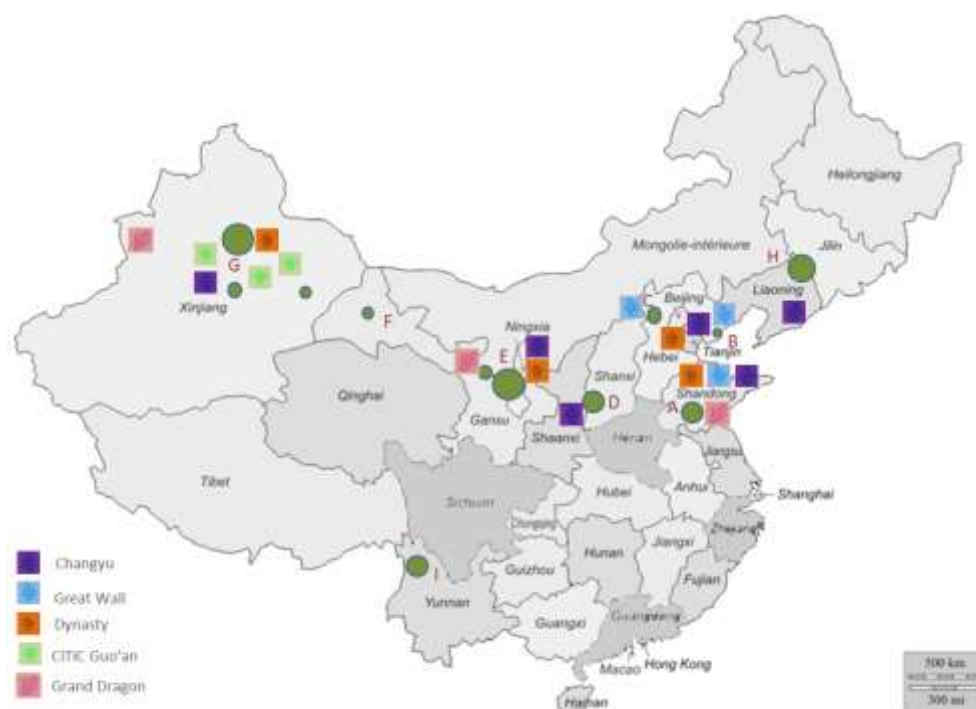 Heilongjiang
Mongolie-intérieure
Jilin
H
Liaoning
G
Xinjiang
Beijing
F
C
Ningxia
B
Tianjin
Hebei
E
Shanxi
Qinghai
Shandong
D
A
Gansu
Shaanxi
Henan
Jiangsu
Tibet
Sichuan
Hubei
Anhui
Shanghai
Chongqing
Zhejiang
Hunan
Jiangxi
I
Guizhou
Fujian
Yunnan
Guangxi
Guangdong
Macao
Hong Kong
Hainan
Changyu
Great Wall
Dynasty
CITIC Guo'an
Grand Dragon
500 km
300 mi